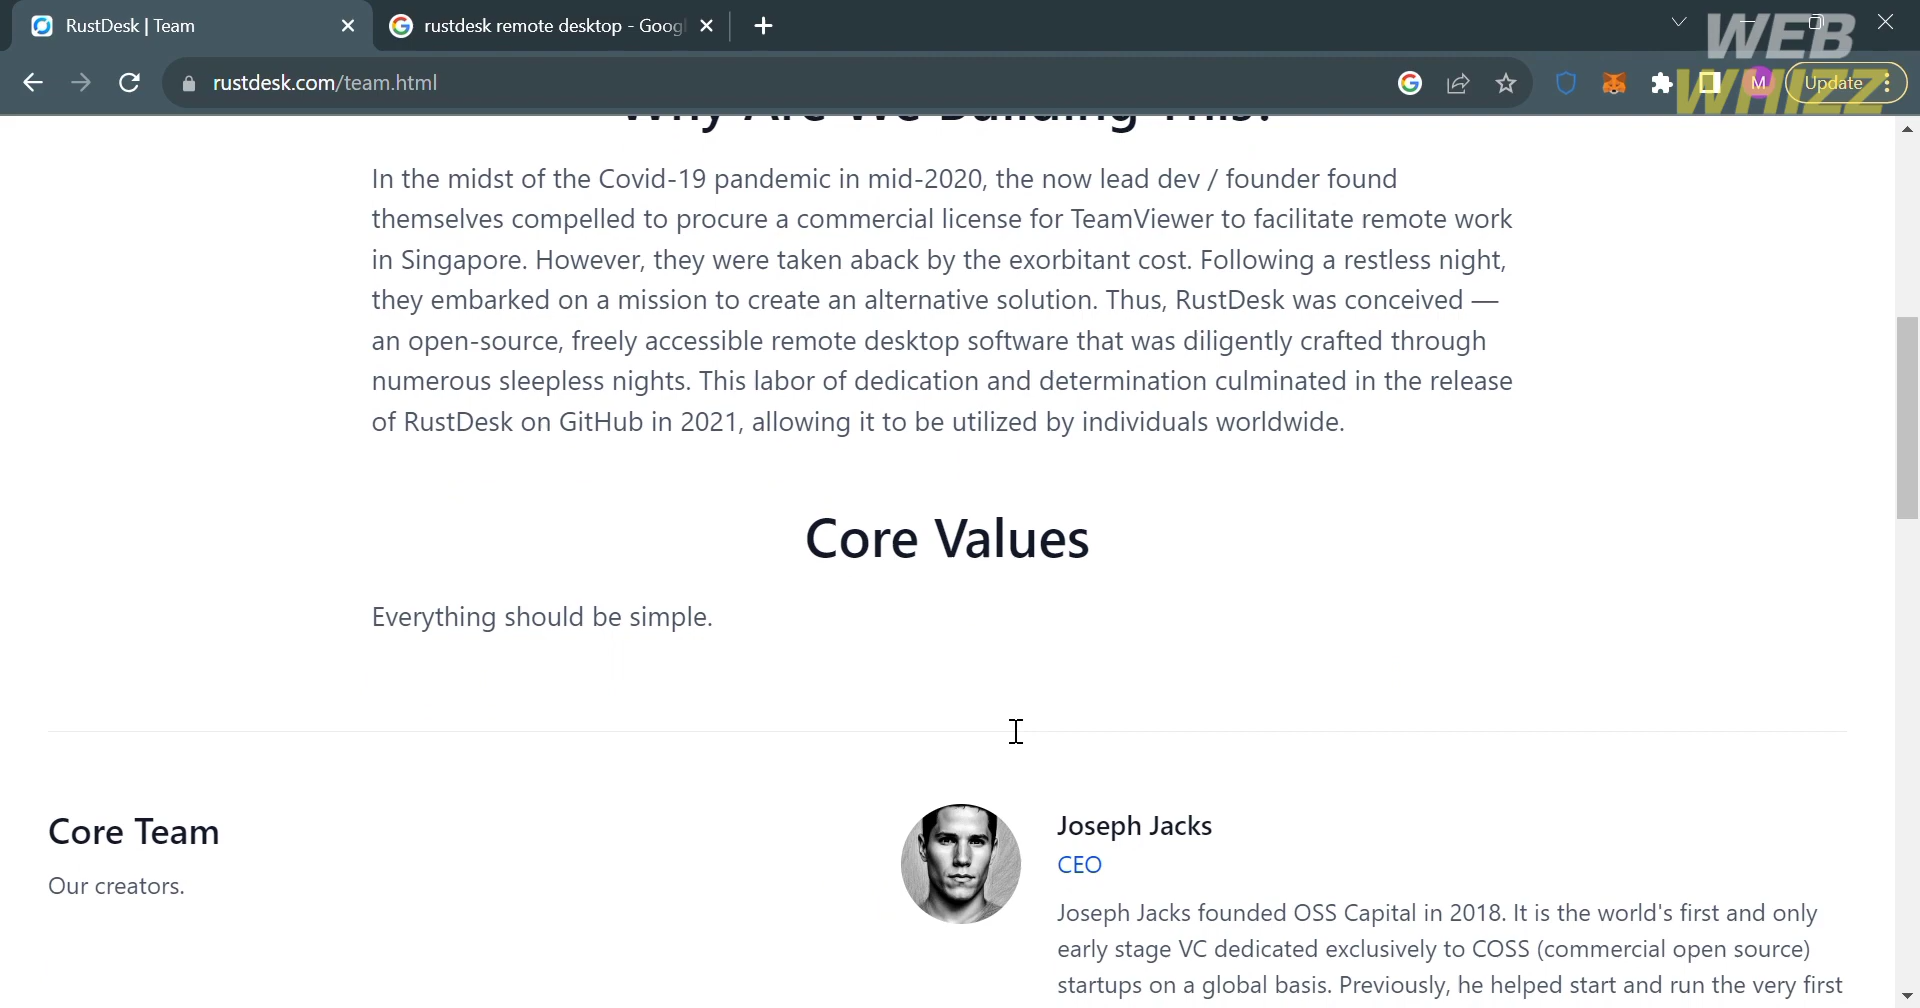 RustDesk | Team
rustdesk remote desktop - Goog
WEB
WHIZZ
rustdesk.com/team.html
M
Update
Why Are We Building This?
In the midst of the Covid-19 pandemic in mid-2020, the now lead dev / founder found
themselves compelled to procure a commercial license for TeamViewer to facilitate remote work
in Singapore. However, they were taken aback by the exorbitant cost. Following a restless night,
they embarked on a mission to create an alternative solution. Thus, RustDesk was conceived —
an open-source, freely accessible remote desktop software that was diligently crafted through
numerous sleepless nights. This labor of dedication and determination culminated in the release
of RustDesk on GitHub in 2021, allowing it to be utilized by individuals worldwide.
Core Values
Everything should be simple.
Core Team
Our creators.
Joseph Jacks
CEO
Joseph Jacks founded OSS Capital in 2018. It is the world's first and only
early stage VC dedicated exclusively to COSS (commercial open source)
startups on a global basis. Previously, he helped start and run the very first